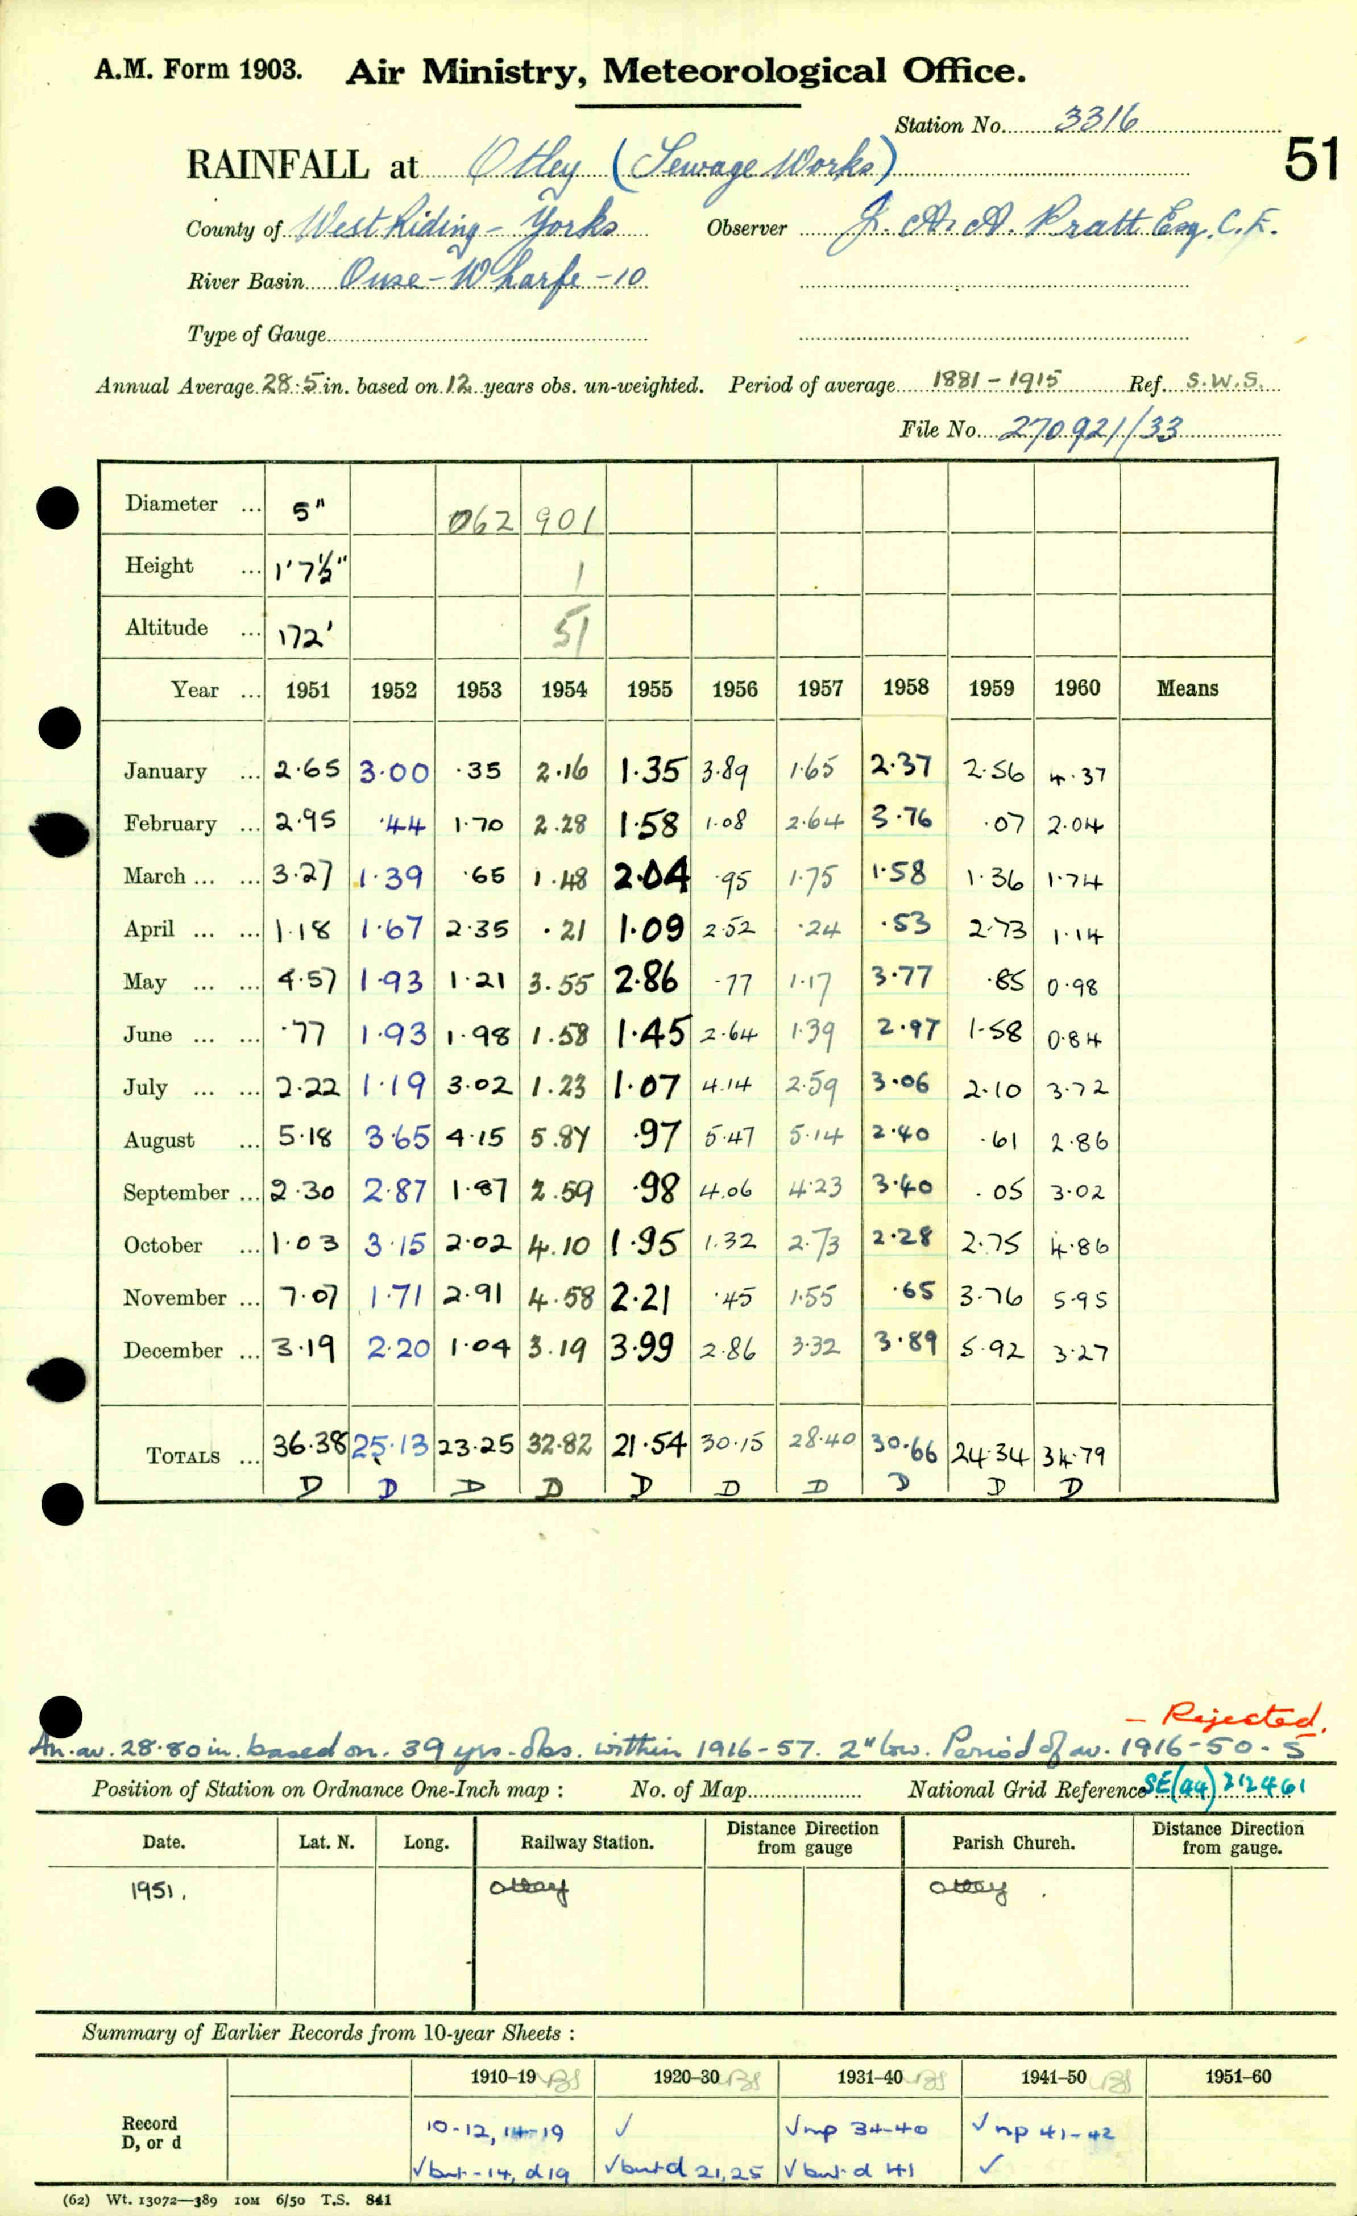 A.M. Form 1903. Air Ministry, Meteorological Office.
Station No. 3316
51
RAINFALL at Otley (Sewage Works)
County of West Riding - Yorks Observer J. A. A. Pratt Esq. C.E.
River Basin Ouse - Wharfe - 10
Type of Gauge
Annual Average 28.5 in. based on 12 years obs. un-weighted. Period of average 1881 - 1915 Ref. S.W.S.
File No. 270921/33
Diameter ... 5" 062 901
Height ... 1' 7½" 1
Altitude ... 172' 51
Year ... 1951 1952 1953 1954 1955 1956 1957 1958 1959 1960 Means
January ... 2.65 3.00 .35 2.16 1.35 3.89 1.65 2.37 2.56 4.37
February ... 2.95 .44 1.70 2.28 1.58 1.08 2.64 3.76 .07 2.04
March ... ... 3.27 1.39 .65 1.48 2.04 .95 1.75 1.58 1.36 1.74
April ... ... 1.18 1.67 2.35 .21 1.09 2.52 .24 .53 2.73 1.14
May ... ... 4.57 1.93 1.21 3.55 2.86 .77 1.17 3.77 .85 0.98
June ... ... .77 1.93 1.98 1.58 1.45 2.64 1.39 2.97 1.58 0.84
July ... ... 2.22 1.19 3.02 1.23 1.07 4.14 2.59 3.06 2.10 3.72
August ... 5.18 3.65 4.15 5.87 .97 5.47 5.14 2.40 .61 2.86
September ... 2.30 2.87 1.87 2.59 .98 4.06 4.23 3.40 .05 3.02
October ... 1.03 3.15 2.02 4.10 1.95 1.32 2.73 2.28 2.75 4.86
November ... 7.07 1.71 2.91 4.58 2.21 .45 1.55 .65 3.76 5.95
December ... 3.19 2.20 1.04 3.19 3.99 2.86 3.32 3.89 5.92 3.27
TOTALS ... 36.38 25.13 23.25 32.82 21.54 30.15 28.40 30.66 24.34 34.79
D D D D D D D D D D
- Rejected.
An. av. 28.80 in. based on 39 yrs. obs. within 1916-57. 2" low. Period of av. 1916-50. S
Position of Station on Ordnance One-Inch map : No. of Map National Grid Reference SE(44) 212461
Date. Lat. N. Long. Railway Station. Distance from Direction gauge Parish Church. Distance from Direction gauge.
1951. Otley Otley
Summary of Earlier Records from 10-year Sheets :
1910–19 1920–30 1931–40 1941–50 1951–60
Record 10-12, 14-19 ✓ ✓ mp 34-40 ✓ mp 41-42
D, or d ✓ but - 14, d 19 ✓ but d 21, 25 ✓ but d 41 ✓
(62) Wt. 13072—389 10M 6/50 T.S. 841